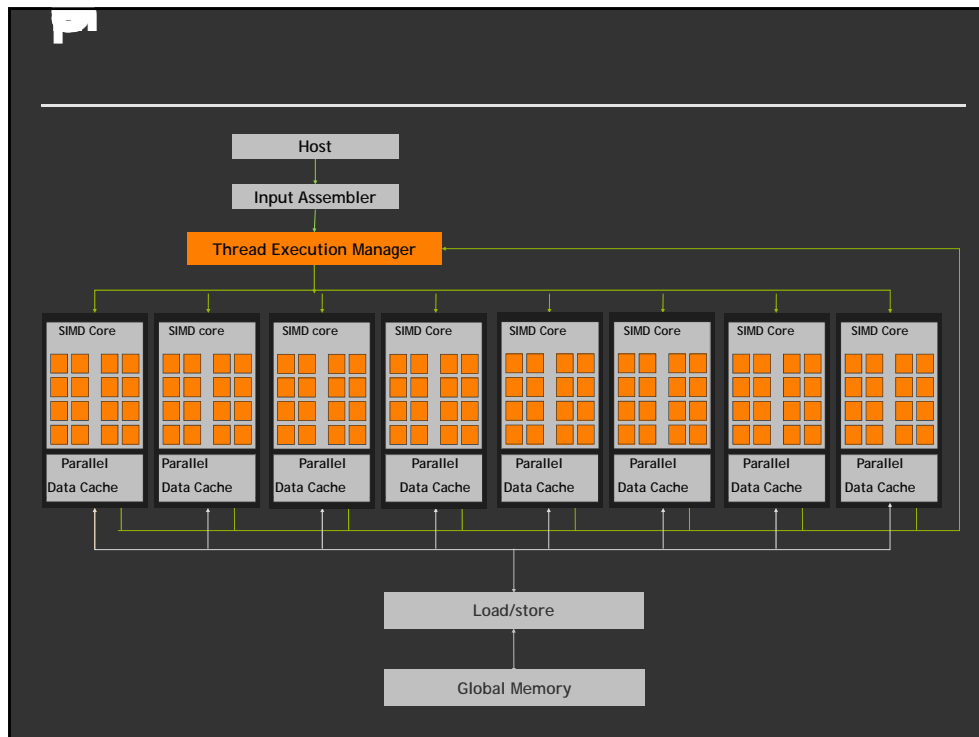 Host
Input Assembler
Thread Execution Manager
SIMD Core
SIMD core
SIMD core
SIMD Core
SIMD Core
SIMD Core
SIMD Core
SIMD Core
Parallel
Data Cache
Parallel
Data Cache
Parallel
Data Cache
Parallel
Data Cache
Parallel
Data Cache
Parallel
Data Cache
Parallel
Data Cache
Parallel
Data Cache
Load/store
Global Memory